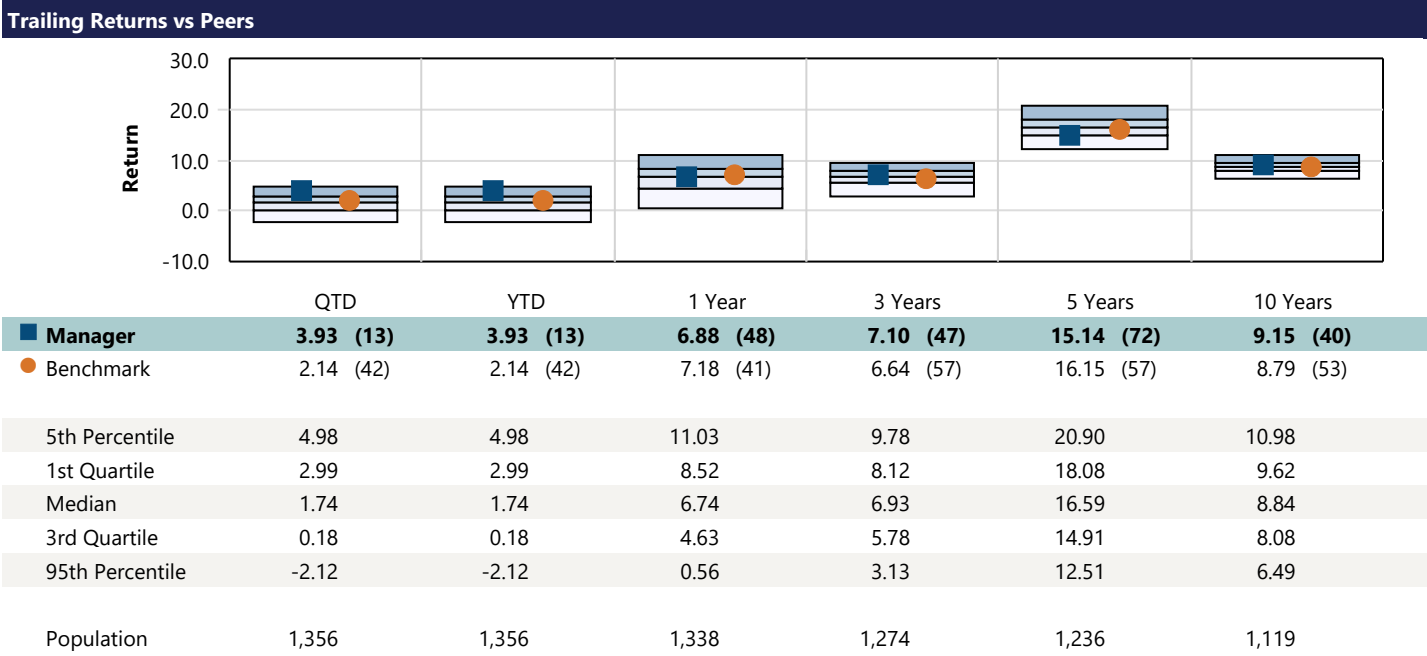 Trailing Returns vs Peers
30.0
20.0
10.0
0.0
-10.0
Return
QTD YTD 1 Year 3 Years 5 Years 10 Years
Manager 3.93 (13) 3.93 (13) 6.88 (48) 7.10 (47) 15.14 (72) 9.15 (40)
Benchmark 2.14 (42) 2.14 (42) 7.18 (41) 6.64 (57) 16.15 (57) 8.79 (53)
5th Percentile 4.98 4.98 11.03 9.78 20.90 10.98
1st Quartile 2.99 2.99 8.52 8.12 18.08 9.62
Median 1.74 1.74 6.74 6.93 16.59 8.84
3rd Quartile 0.18 0.18 4.63 5.78 14.91 8.08
95th Percentile -2.12 -2.12 0.56 3.13 12.51 6.49
Population 1,356 1,356 1,338 1,274 1,236 1,119